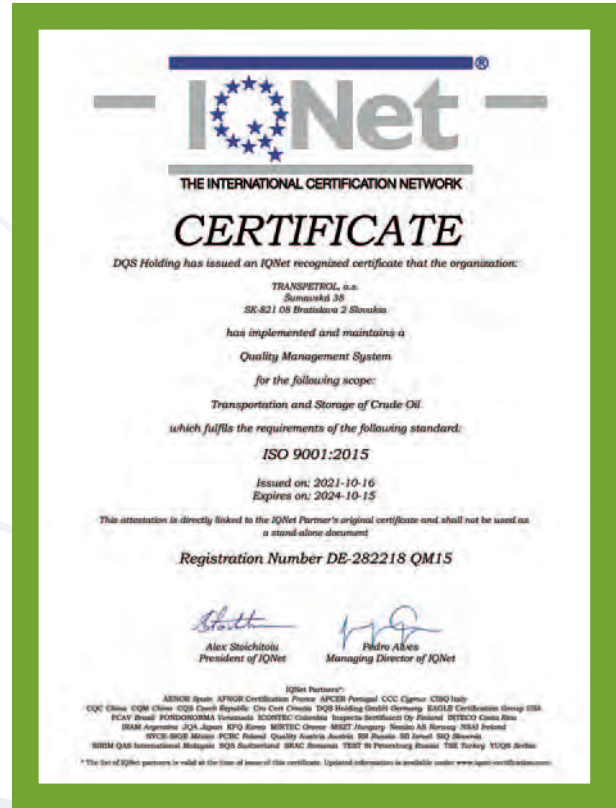 ®
IQNet
THE INTERNATIONAL CERTIFICATION NETWORK
CERTIFICATE
DQS Holding has issued an IQNet recognized certificate that the organization:
TRANSPETROL, a.s.
Šumavská 38
SK-821 08 Bratislava 2 Slovakia
has implemented and maintains a
Quality Management System
for the following scope:
Transportation and Storage of Crude Oil
which fulfils the requirements of the following standard:
ISO 9001:2015
Issued on: 2021-10-16
Expires on: 2024-10-15
This attestation is directly linked to the IQNet Partner's original certificate and shall not be used as
a stand-alone document
Registration Number DE-282218 QM15
Alex Stoichitoiu
President of IQNet
Pedro Alves
Managing Director of IQNet
IQNet Partners*:
AENOR Spain AFNOR Certification France APCER Portugal CCC Cyprus CISQ Italy
CQC China CQM China CQS Czech Republic Cro Cert Croatia DQS Holding GmbH Germany EAGLE Certification Group USA
FCAV Brazil FONDONORMA Venezuela ICONTEC Colombia Inspecta Sertifiointi Oy Finland INTECO Costa Rica
IRAM Argentina JQA Japan KFQ Korea MIRTEC Greece MSZT Hungary Nemko AS Norway NSAI Ireland
NYCE-SIGE México PCBC Poland Quality Austria Austria RR Russia SII Israel SIQ Slovenia
SIRIM QAS International Malaysia SQS Switzerland SRAC Romania TEST St Petersburg Russia TSE Turkey YUQS Serbia
* The list of IQNet partners is valid at the time of issue of this certificate. Updated information is available under www.iqnet-certification.com